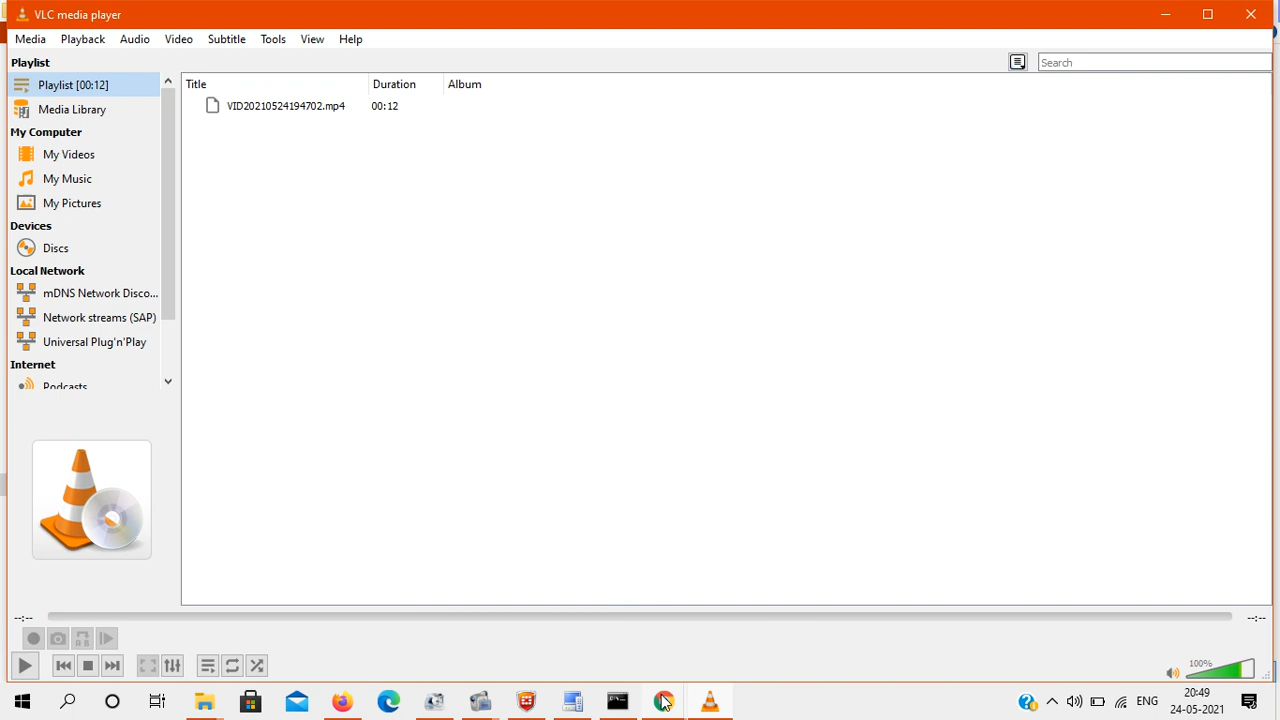 VLC media player
Media Playback Audio Video Subtitle Tools View Help
Playlist
Search
Playlist [00:12]
Title Duration Album
VID20210524194702.mp4 00:12
Media Library
My Computer
My Videos
My Music
My Pictures
Devices
Discs
Local Network
mDNS Network Disco...
Network streams (SAP)
Universal Plug'n'Play
Internet
Podcasts
--:-- --:--
100%
ENG
20:49
24-05-2021